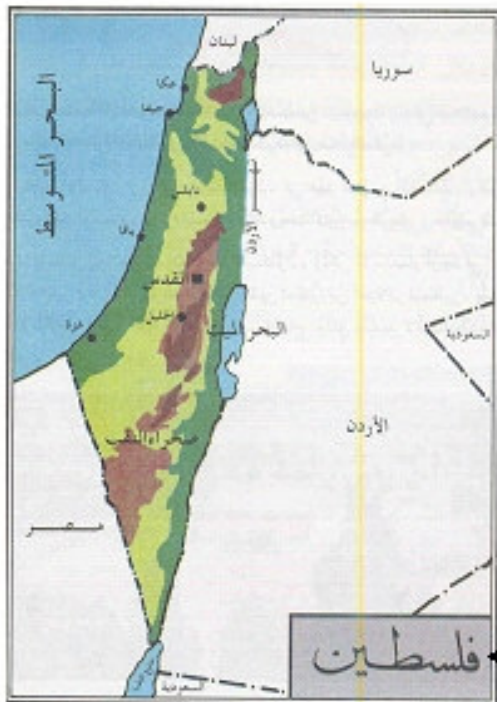 لبنان
سوريا
البحر المتوسط
عكا
حيفا
نابلس
الأردن
يافا
القدس
الخليل
البحر الميت
غزة
السعودية
الأردن
صحراء النقب
مصر
فلسطين
السعودية